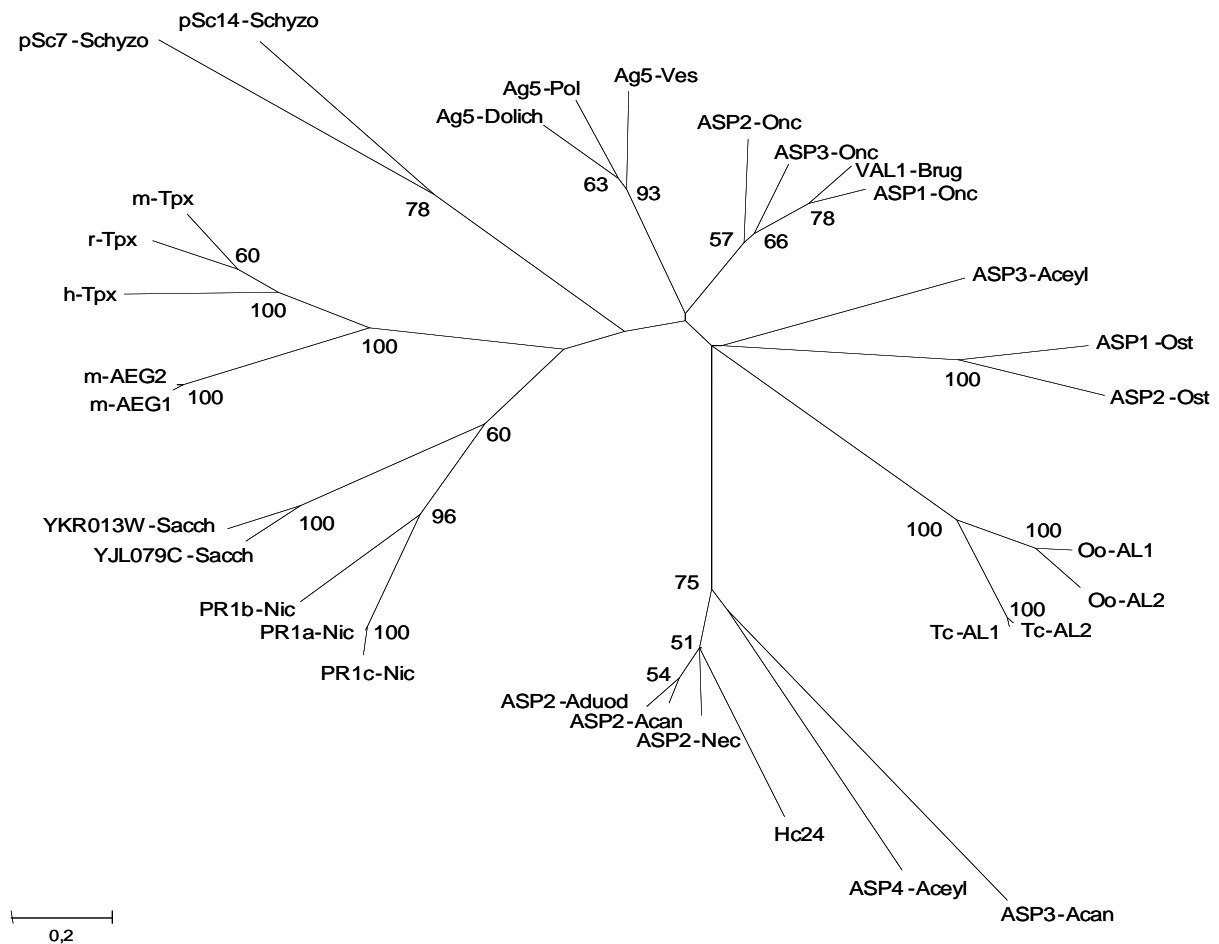 pSc14-Schyzo
pSc7-Schyzo
Ag5-Ves
Ag5-Pol
Ag5-Dolich
ASP2-Onc
ASP3-Onc
VAL1-Brug
ASP1-Onc
63
93
78
57
66
78
m-Tpx
r-Tpx
60
h-Tpx
100
100
m-AEG2
m-AEG1
100
ASP3-Aceyl
ASP1-Ost
100
ASP2-Ost
60
YKR013W-Sacch
100
96
YJL079C-Sacch
PR1b-Nic
PR1a-Nic
100
PR1c-Nic
100
100
Oo-AL1
Oo-AL2
100
Tc-AL1
Tc-AL2
75
51
54
ASP2-Aduod
ASP2-Acan
ASP2-Nec
Hc24
ASP4-Aceyl
ASP3-Acan
0,2